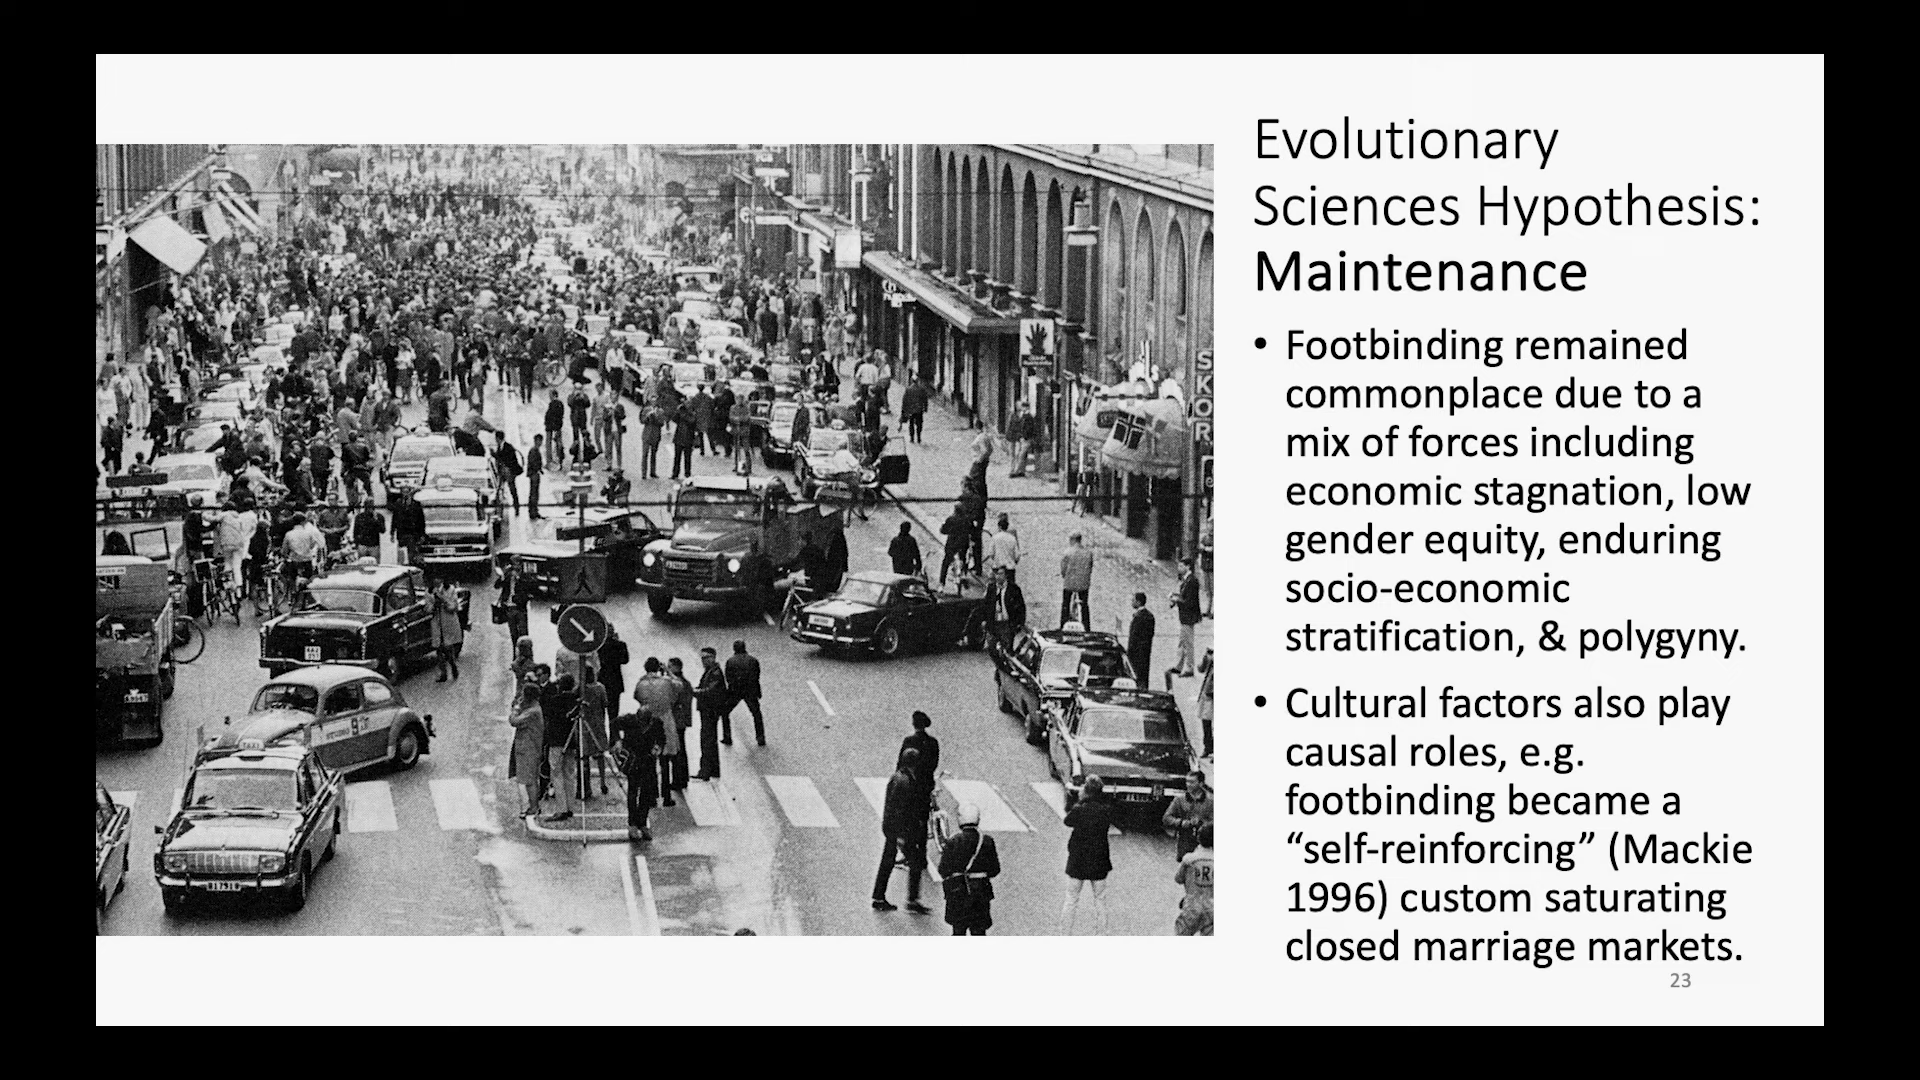 Evolutionary
Sciences Hypothesis:
Maintenance
• Footbinding remained
commonplace due to a
mix of forces including
economic stagnation, low
gender equity, enduring
socio-economic
stratification, & polygyny.
• Cultural factors also play
causal roles, e.g.
footbinding became a
“self-reinforcing” (Mackie
1996) custom saturating
closed marriage markets.
23
SKOR
TAXI